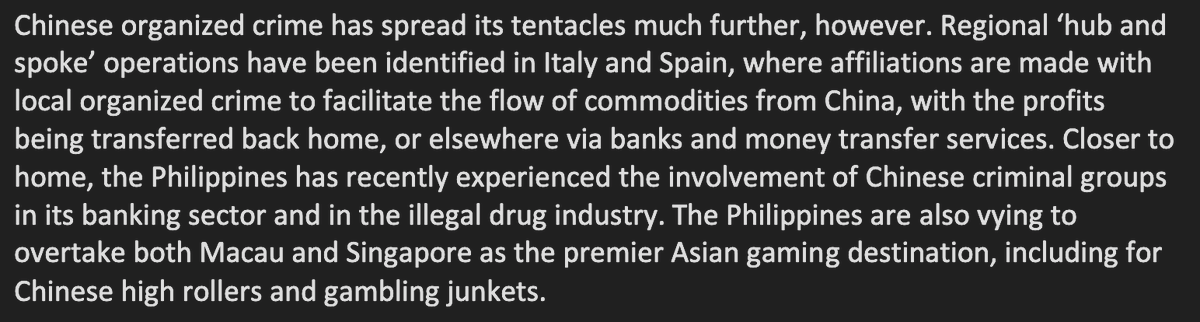 Chinese organized crime has spread its tentacles much further, however. Regional ‘hub and
spoke’ operations have been identified in Italy and Spain, where affiliations are made with
local organized crime to facilitate the flow of commodities from China, with the profits
being transferred back home, or elsewhere via banks and money transfer services. Closer to
home, the Philippines has recently experienced the involvement of Chinese criminal groups
in its banking sector and in the illegal drug industry. The Philippines are also vying to
overtake both Macau and Singapore as the premier Asian gaming destination, including for
Chinese high rollers and gambling junkets.